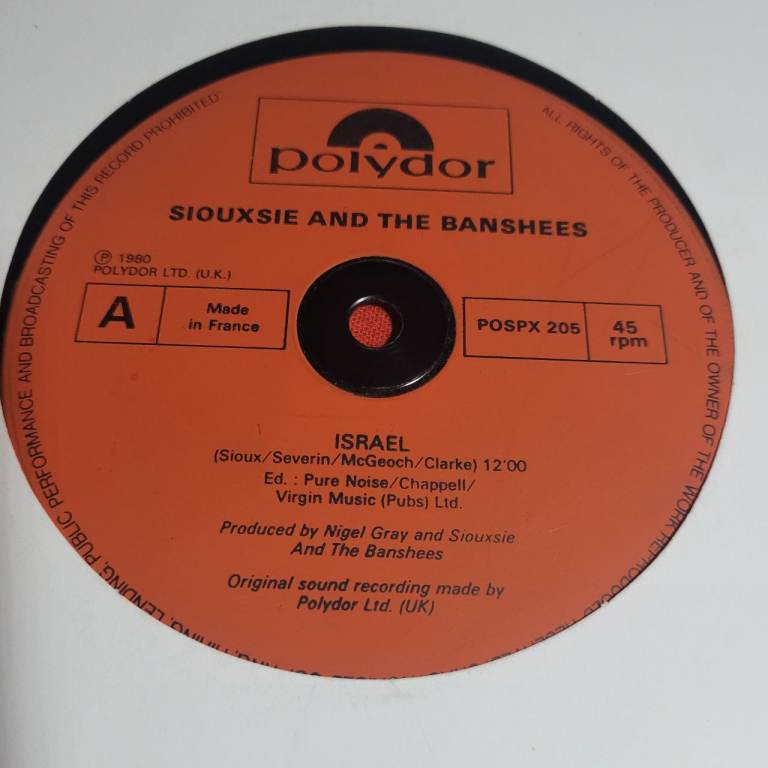 polydor
SIOUXSIE AND THE BANSHEES
℗ 1980
POLYDOR LTD. (U.K.)
A
Made
in France
POSPX 205
45
rpm
ISRAEL
(Sioux/Severin/McGeoch/Clarke) 12'00
Ed. : Pure Noise/Chappell/
Virgin Music (Pubs) Ltd.
Produced by Nigel Gray and Siouxsie
And The Banshees
Original sound recording made by
Polydor Ltd. (UK)
ALL RIGHTS OF THE PRODUCER AND OF THE OWNER OF THE WORK REPRODUCED
LENDING, PUBLIC PERFORMANCE AND BROADCASTING OF THIS RECORD PROHIBITED